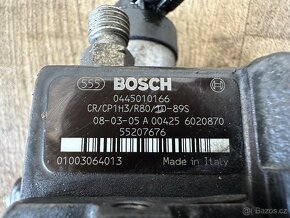 555 BOSCH
0445010166
CR/CP1H3/R80/10-89S
08-03-05 A 00425 6020870
55207676
01003064013 Made in Italy
bazos.cz